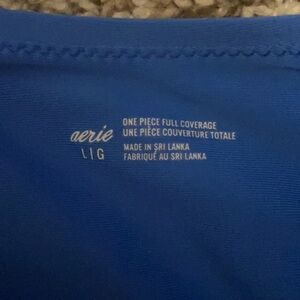 aerie
L|G
ONE PIECE FULL COVERAGE
UNE PIÈCE COUVERTURE TOTALE
MADE IN SRI LANKA
FABRIQUÉ AU SRI LANKA